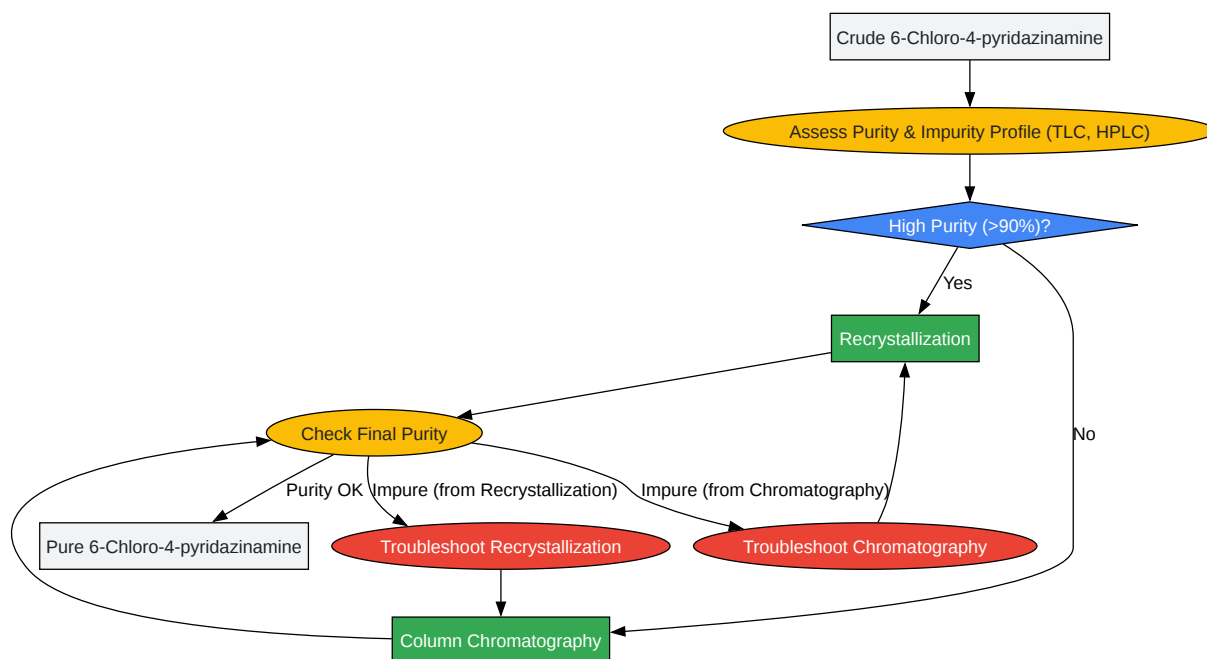 Crude 6-Chloro-4-pyridazinamine
Assess Purity & Impurity Profile (TLC, HPLC)
High Purity (>90%)?
Yes
Recrystallization
No
Check Final Purity
Purity OK
Impure (from Recrystallization)
Impure (from Chromatography)
Pure 6-Chloro-4-pyridazinamine
Troubleshoot Recrystallization
Troubleshoot Chromatography
Column Chromatography